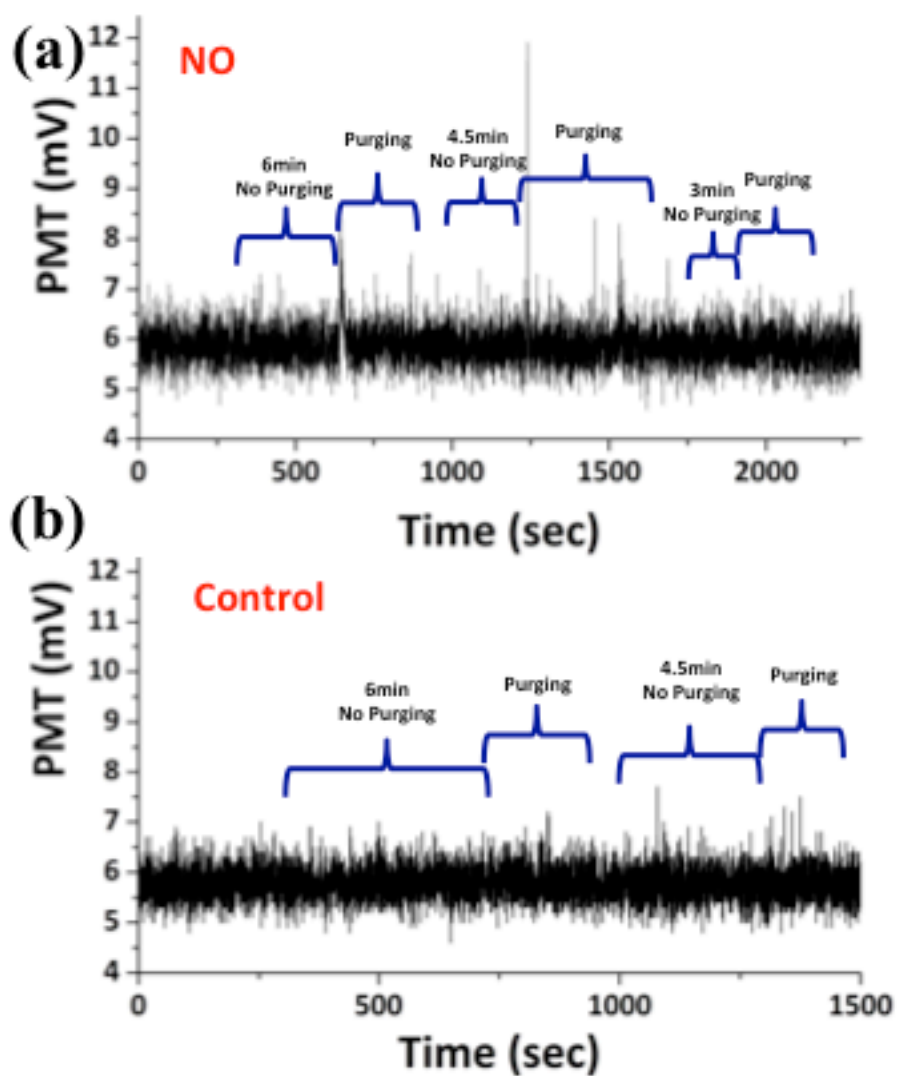 (a)
NO
PMT (mV)
12
11
10
9
8
7
6
5
4
6min
No Purging
Purging
4.5min
No Purging
Purging
3min
No Purging
Purging
0
500
1000
1500
2000
Time (sec)
(b)
Control
PMT (mV)
12
11
10
9
8
7
6
5
4
6min
No Purging
Purging
4.5min
No Purging
Purging
0
500
1000
1500
Time (sec)